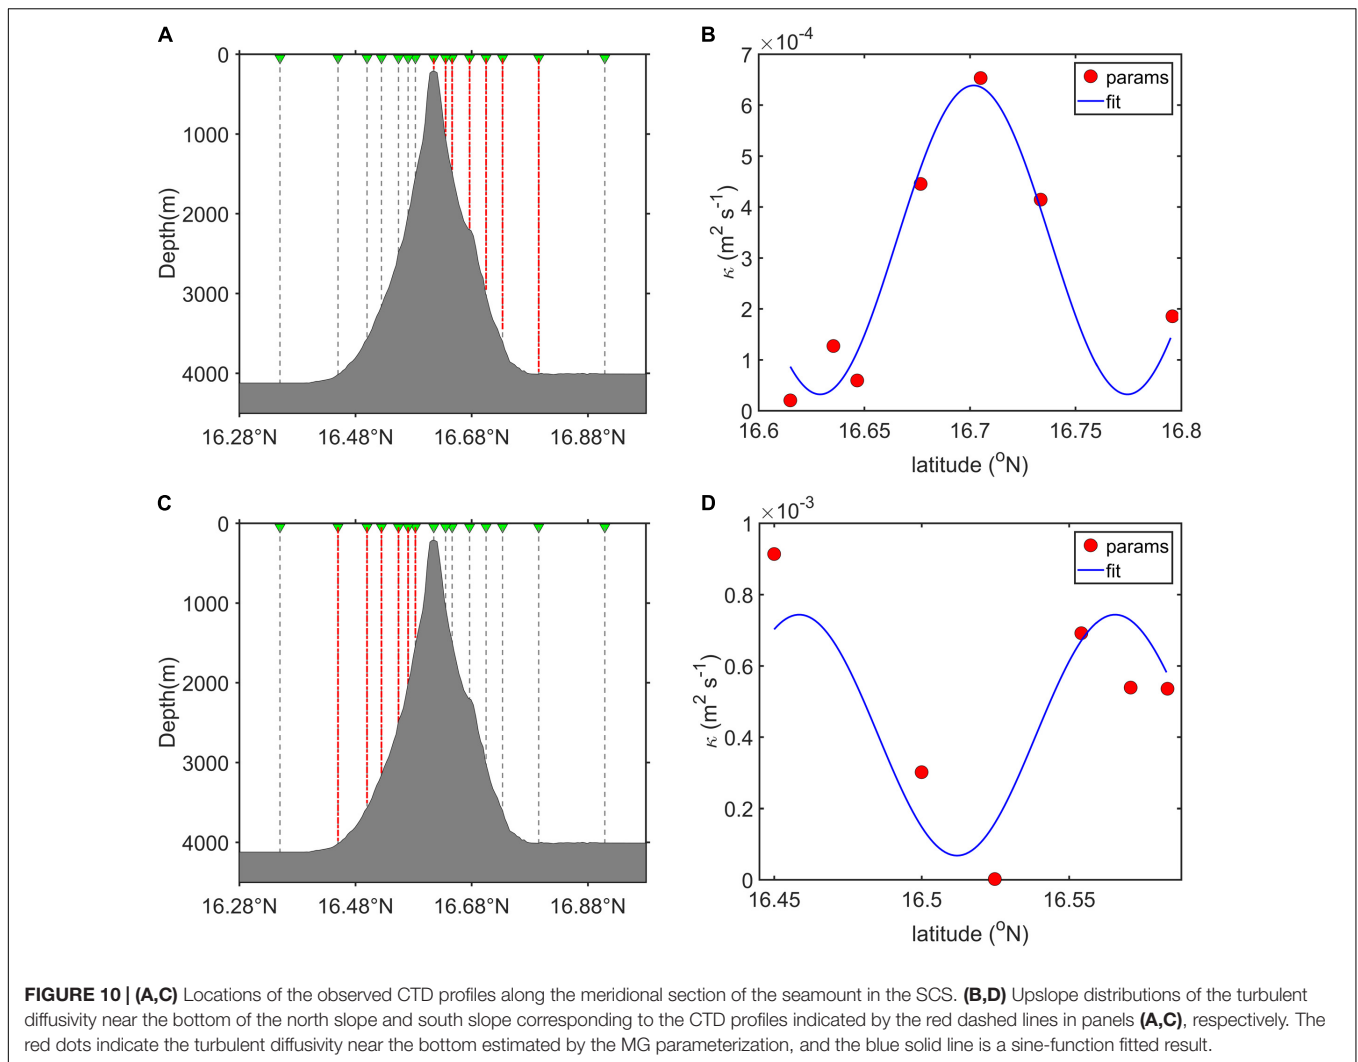 A
0
1000
2000
3000
4000
Depth(m)
16.28°N 16.48°N 16.68°N 16.88°N
B
×10-4
7
6
5
4
3
2
1
0
κ (m2 s-1)
params
fit
16.6 16.65 16.7 16.75 16.8
latitude (oN)
C
0
1000
2000
3000
4000
Depth(m)
16.28°N 16.48°N 16.68°N 16.88°N
D
×10-3
1
0.8
0.6
0.4
0.2
0
κ (m2 s-1)
params
fit
16.45 16.5 16.55
latitude (oN)
FIGURE 10 | (A,C) Locations of the observed CTD profiles along the meridional section of the seamount in the SCS. (B,D) Upslope distributions of the turbulent
diffusivity near the bottom of the north slope and south slope corresponding to the CTD profiles indicated by the red dashed lines in panels (A,C), respectively. The
red dots indicate the turbulent diffusivity near the bottom estimated by the MG parameterization, and the blue solid line is a sine-function fitted result.